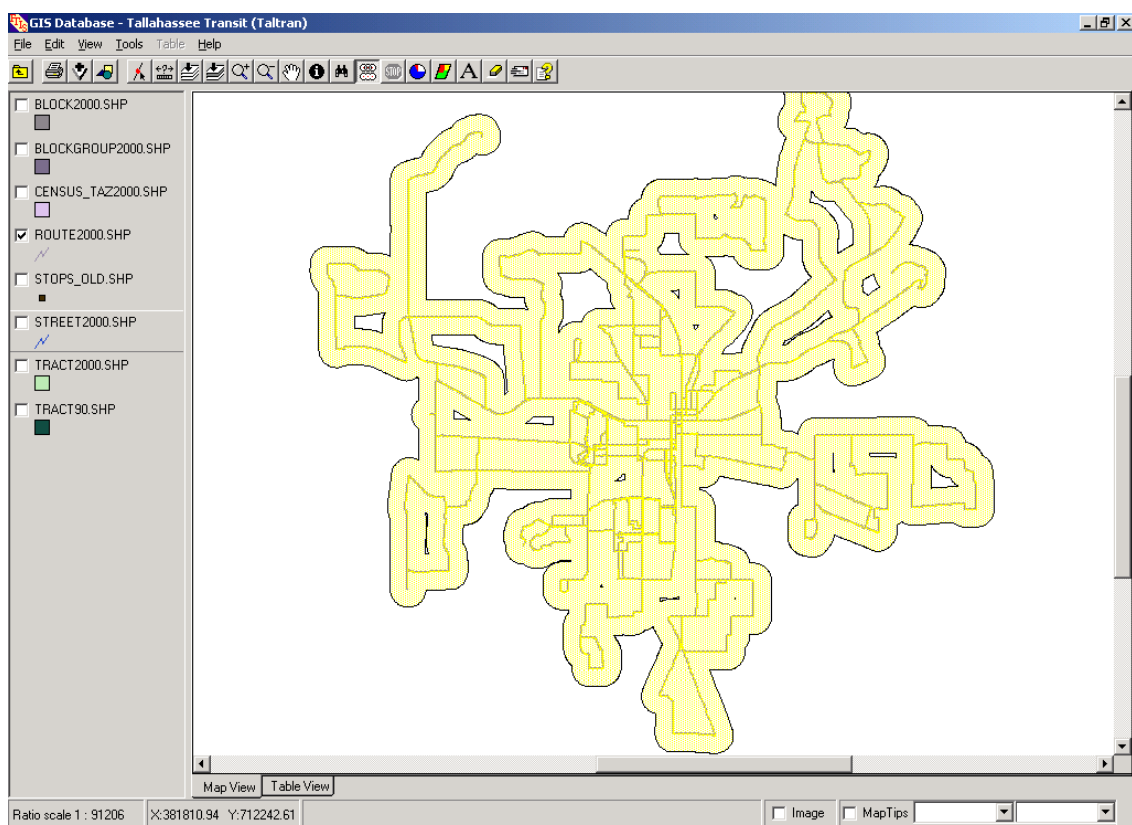 GIS Database - Tallahassee Transit (Taltran)
File Edit View Tools Table Help
BLOCK2000.SHP
BLOCKGROUP2000.SHP
CENSUS_TAZ2000.SHP
ROUTE2000.SHP
STOPS_OLD.SHP
STREET2000.SHP
TRACT2000.SHP
TRACT90.SHP
Map View Table View
Ratio scale 1 : 91206 X:381810.94 Y:712242.61 Image MapTips